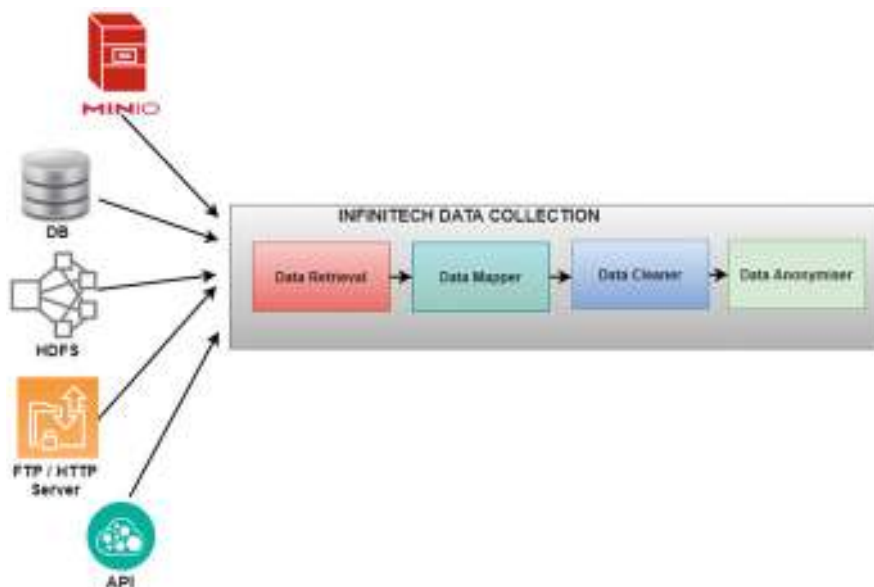 MINIO
DB
HDFS
FTP / HTTP
Server
API
INFINITECH DATA COLLECTION
Data Retrieval
Data Mapper
Data Cleaner
Data Anonymiser